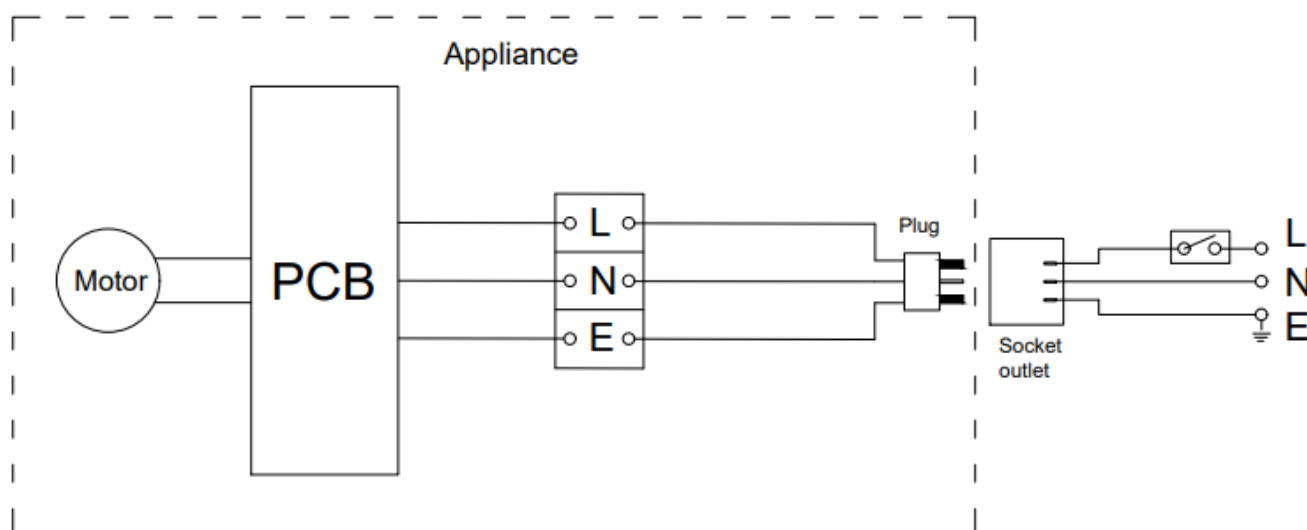 Appliance
Motor
PCB
L
N
E
Plug
Socket
outlet
L
N
E